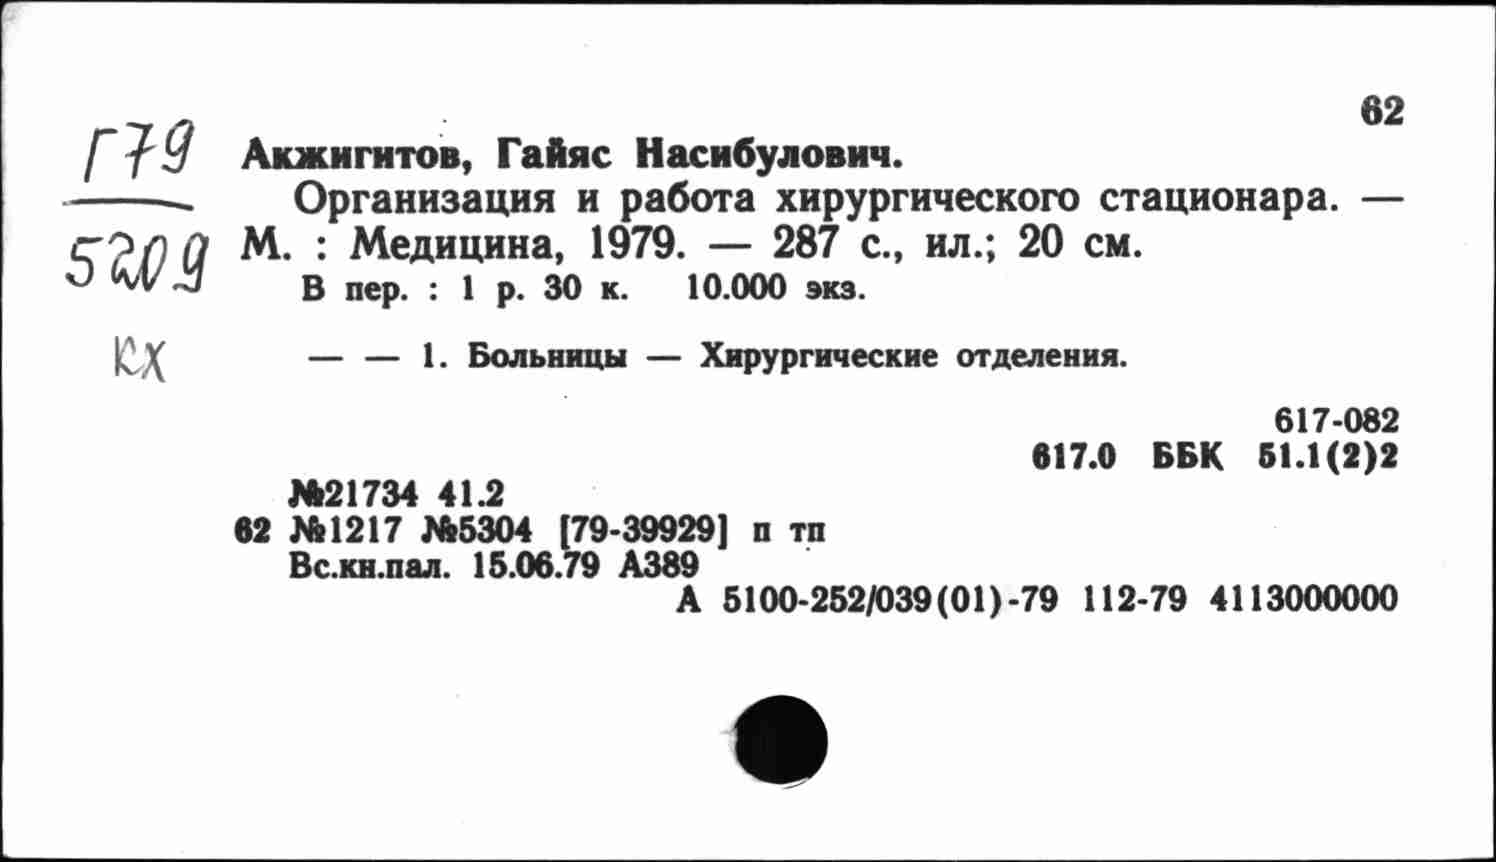 62
Г79
5209
кх
Акжигитов, Гайяс Насибулович.
Организация и работа хирургического стационара. —
М. : Медицина, 1979. — 287 с., ил.; 20 см.
В пер. : 1 р. 30 к. 10.000 экз.
— — 1. Больницы — Хирургические отделения.
617-082
617.0 ББК 51.1(2)2
№21734 41.2
62 №1217 №5304 [79-39929] п тп
Вс.кн.пал. 15.06.79 А389
А 5100-252/039(01)-79 112-79 4113000000